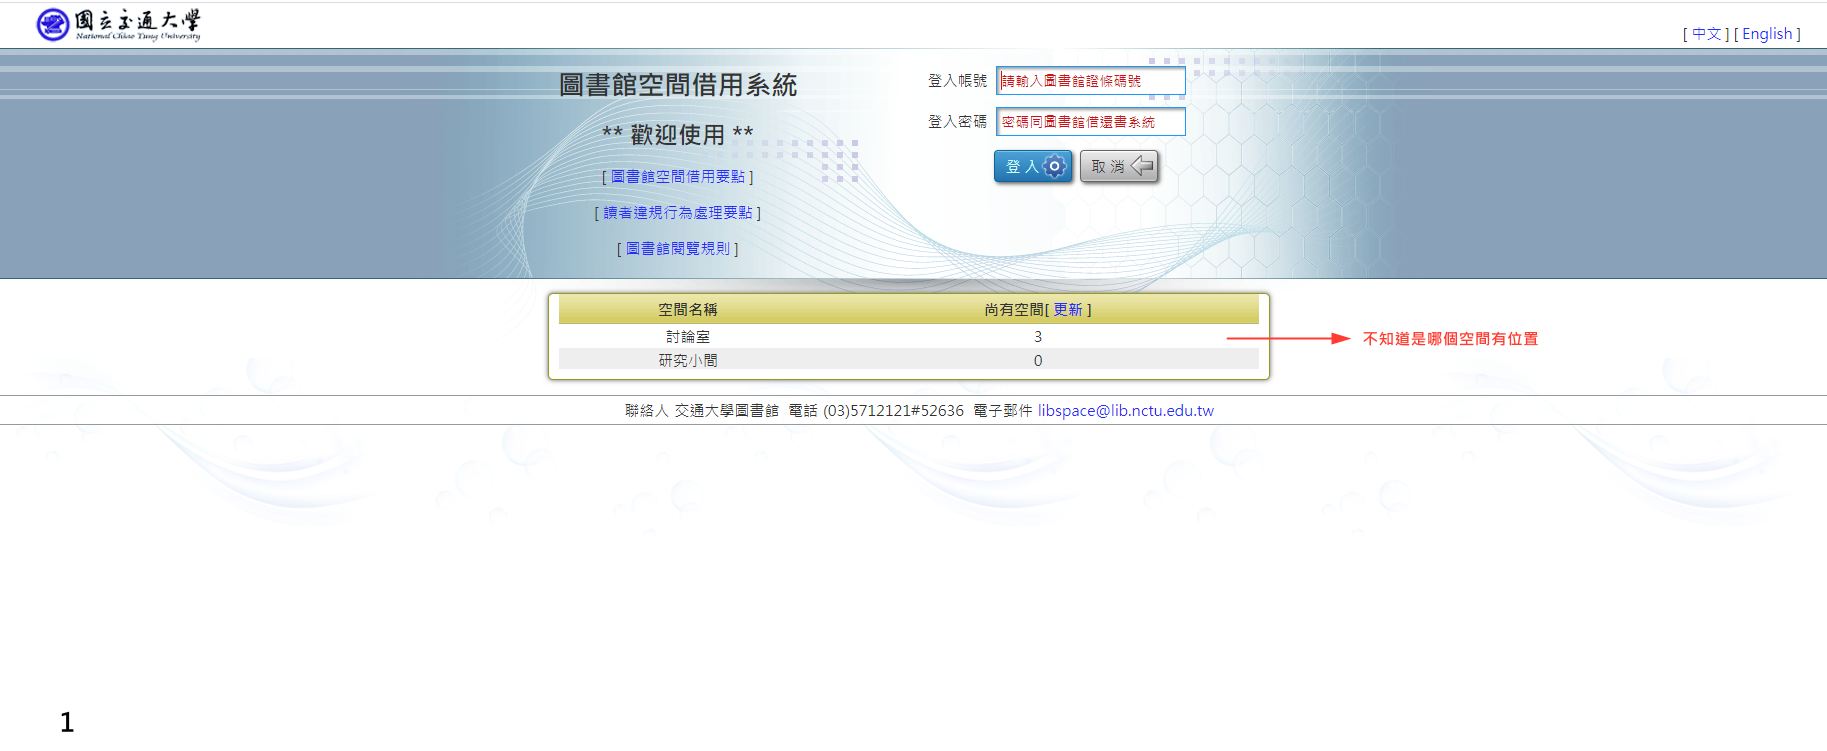 國立交通大學
National Chiao Tung University
[ 中文 ] [ English ]
圖書館空間借用系統
** 歡迎使用 **
[ 圖書館空間借用要點 ]
[ 讀者違規行為處理要點 ]
[ 圖書館閱覽規則 ]
登入帳號 請輸入圖書館證條碼號
登入密碼 密碼同圖書館借還書系統
登入 取消
空間名稱 尚有空間[ 更新 ]
討論室 3
不知道是哪個空間有位置
研究小間 0
聯絡人 交通大學圖書館 電話 (03)5712121#52636 電子郵件 libspace@lib.nctu.edu.tw
1